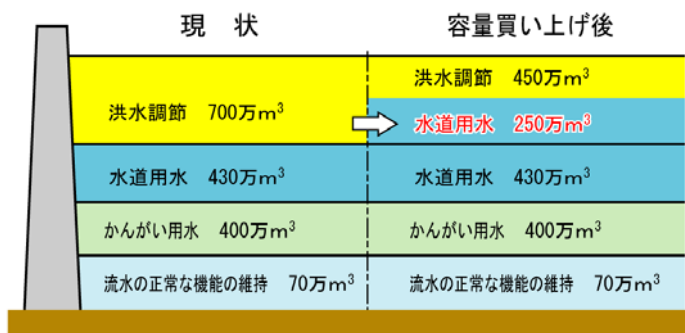 現　状　容量買い上げ後
洪水調節　450万m³
洪水調節　700万m³
水道用水　250万m³
水道用水　430万m³　水道用水　430万m³
かんがい用水　400万m³　かんがい用水　400万m³
流水の正常な機能の維持　70万m³　流水の正常な機能の維持　70万m³